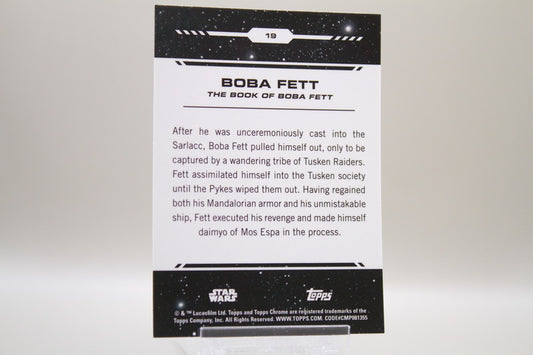 19
BOBA FETT
THE BOOK OF BOBA FETT
After he was unceremoniously cast into the
Sarlacc, Boba Fett pulled himself out, only to be
captured by a wandering tribe of Tusken Raiders.
Fett assimilated himself into the Tusken society
until the Pykes wiped them out. Having regained
both his Mandalorian armor and his unmistakable
ship, Fett executed his revenge and made himself
daimyo of Mos Espa in the process.
STAR
WARS
TOPPS
© & ™ Lucasfilm Ltd. Topps and Topps Chrome are registered trademarks of the
Topps Company, Inc. All Rights Reserved. WWW.TOPPS.COM. CODE#CMP081355